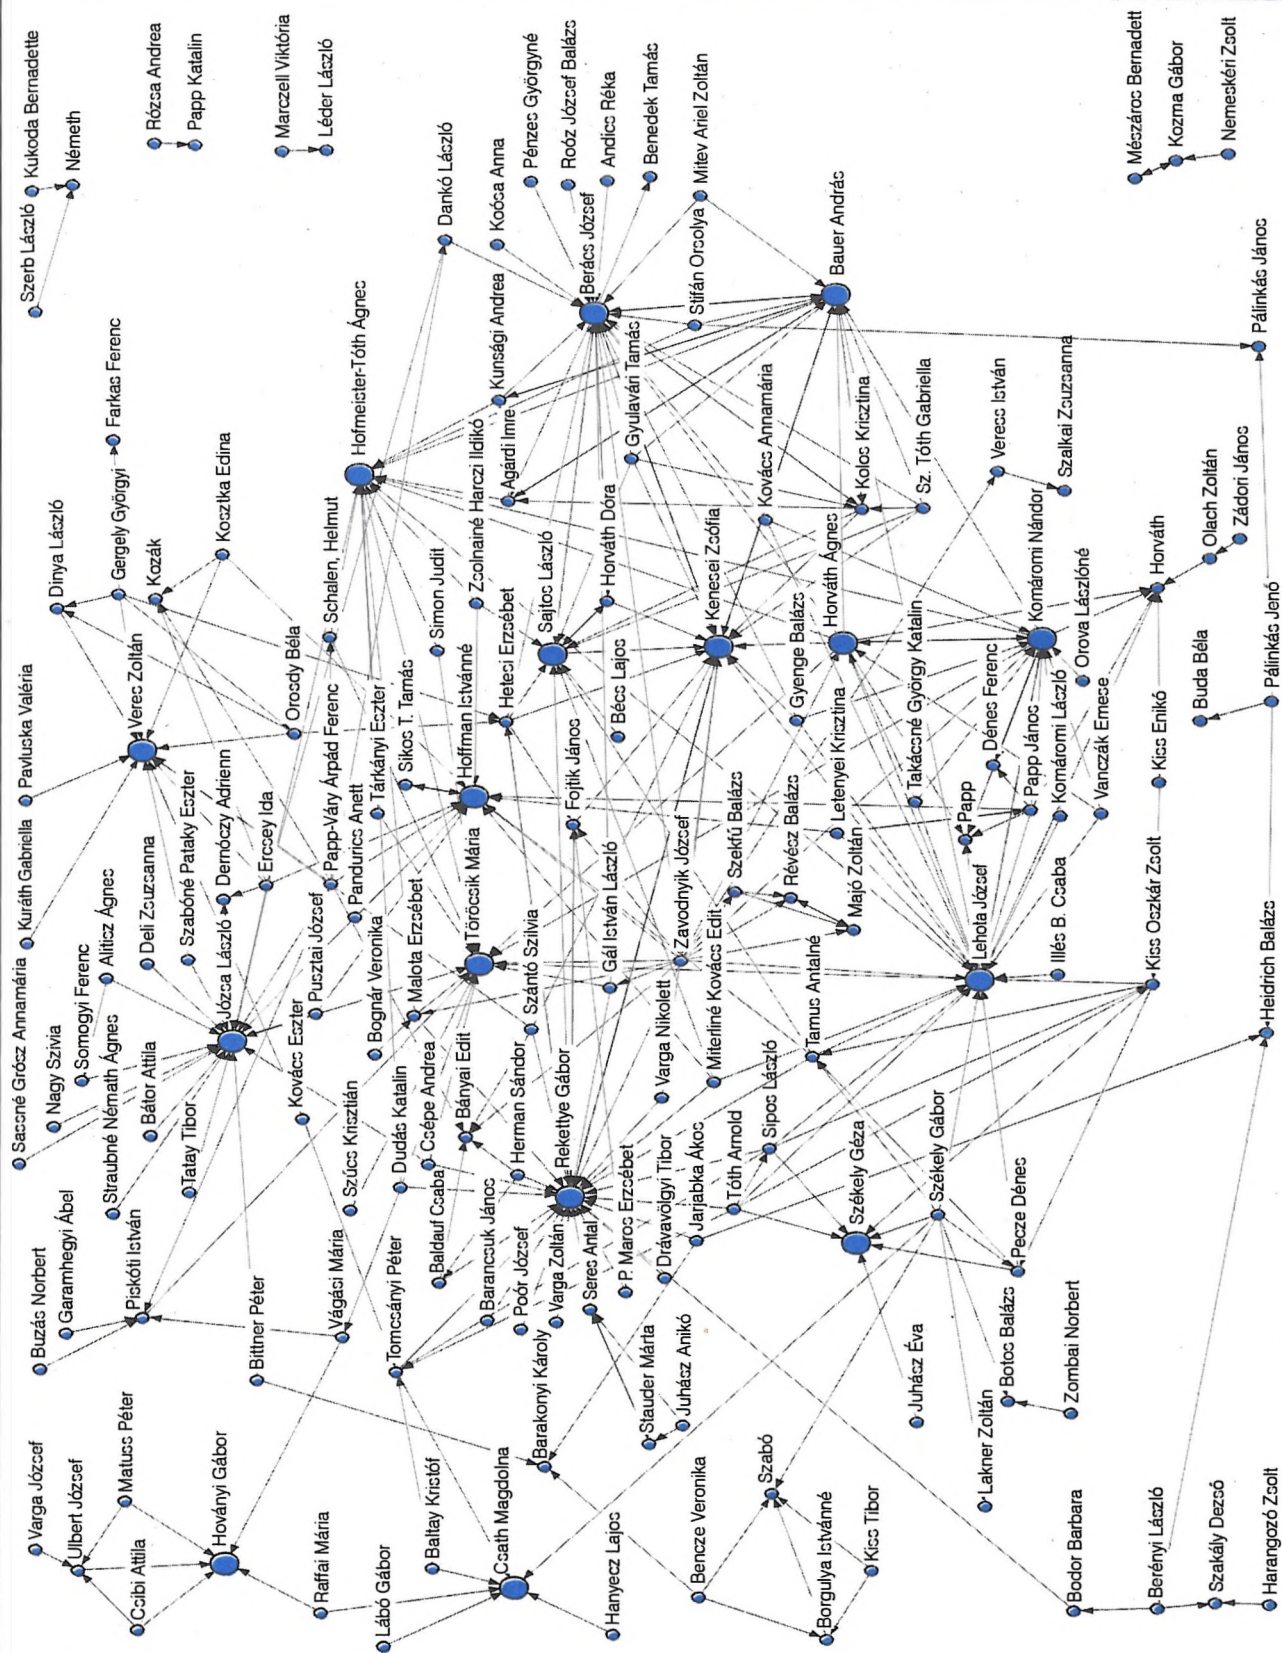 Szerb László
Kukoda Bernadette
Németh
Rózsa Andrea
Papp Katalin
Marczell Viktória
Léder László
Dankó László
Koósa Anna
Pénzes Györgyné
Roóz József Balázs
Andics Réka
Benedek Tamás
Mitev Ariel Zoltán
Berács József
Stifán Orsolya
Bauer András
Mészáros Bernadett
Kozma Gábor
Nemeskéri Zsolt
Pálinkás János
Farkas Ferenc
Gergely Györgyi
Dinya László
Kozák
Kosztka Edina
Hofmeister-Tóth Ágnes
Kunsági Andrea
Agárdi Imre
Gyulavári Tamás
Zsolnainé Harczi Ildikó
Schalen, Helmut
Simon Judit
Horváth Dóra
Sajtos László
Hetesi Erzsébet
Kovács Annamária
Kolos Krisztina
Sz. Tóth Gabriella
Veress István
Szalkai Zsuzsanna
Kenesei Zsófia
Horváth Ágnes
Gyenge Balázs
Komáromi Nándor
Orova Lászlóné
Takácsné György Katalin
Dénes Ferenc
Papp János
Komáromi László
Vanczák Emese
Papp
Horváth
Olach Zoltán
Zádori János
Buda Béla
Pálinkás Jenő
Kiss Enikő
Pavluska Valéria
Veres Zoltán
Kuráth Gabriella
Orosdy Béla
Papp-Váry Árpád Ferenc
Tárkányi Eszter
Sikos T. Tamás
Hoffman Istvánné
Bécs Lajos
Fojtik János
Letenyei Krisztina
Szekfű Balázs
Révész Balázs
Majó Zoltán
Lehota József
Illés B. Csaba
Kiss Oszkár Zsolt
Heidrich Balázs
Sassné Grócz Annamária
Nagy Szivia
Somogyi Ferenc
Aliticz Ágnes
Deli Zsuzsanna
Szabóné Pataky Eszter
Dernóczy Adrienn
Ercsey Ida
Józsa László
Pusztai József
Pandurics Anett
Bognár Veronika
Malota Erzsébet
Törőcsik Mária
Szántó Szilvia
Gál István László
Zavodnyik József
Miterliné Kovács Edit
Varga Nikolett
Tamus Antalné
Straubné Németh Ágnes
Bátor Attila
Tatay Tibor
Kovács Eszter
Szűcs Krisztián
Dudás Katalin
Csépe Andrea
Bányai Edit
Herman Sándor
Rekettye Gábor
Baldauf Csaba
Barancsuk János
Poór József
Varga Zoltán
Seres Antal
P. Maros Erzsébet
Drávavölgyi Tibor
Jarjabka Ákos
Tóth Arnold
Sipos László
Székely Géza
Székely Gábor
Pecze Dénes
Botos Balázs
Zombai Norbert
Lakner Zoltán
Juhász Éva
Buzás Norbert
Garamhegyi Ábel
Piskóti István
Bittner Péter
Vágási Mária
Tomcsányi Péter
Barakonyi Károly
Stauder Márta
Juhász Anikó
Varga József
Ulbert József
Matuss Péter
Csibi Attila
Hoványi Gábor
Raffai Mária
Lábó Gábor
Baltay Kristóf
Csath Magdolna
Hanyecz Lajos
Bencze Veronika
Szabó
Borgulya Istvánné
Kiss Tibor
Bodor Barbara
Berényi László
Szakály Dezső
Harangozó Zsolt